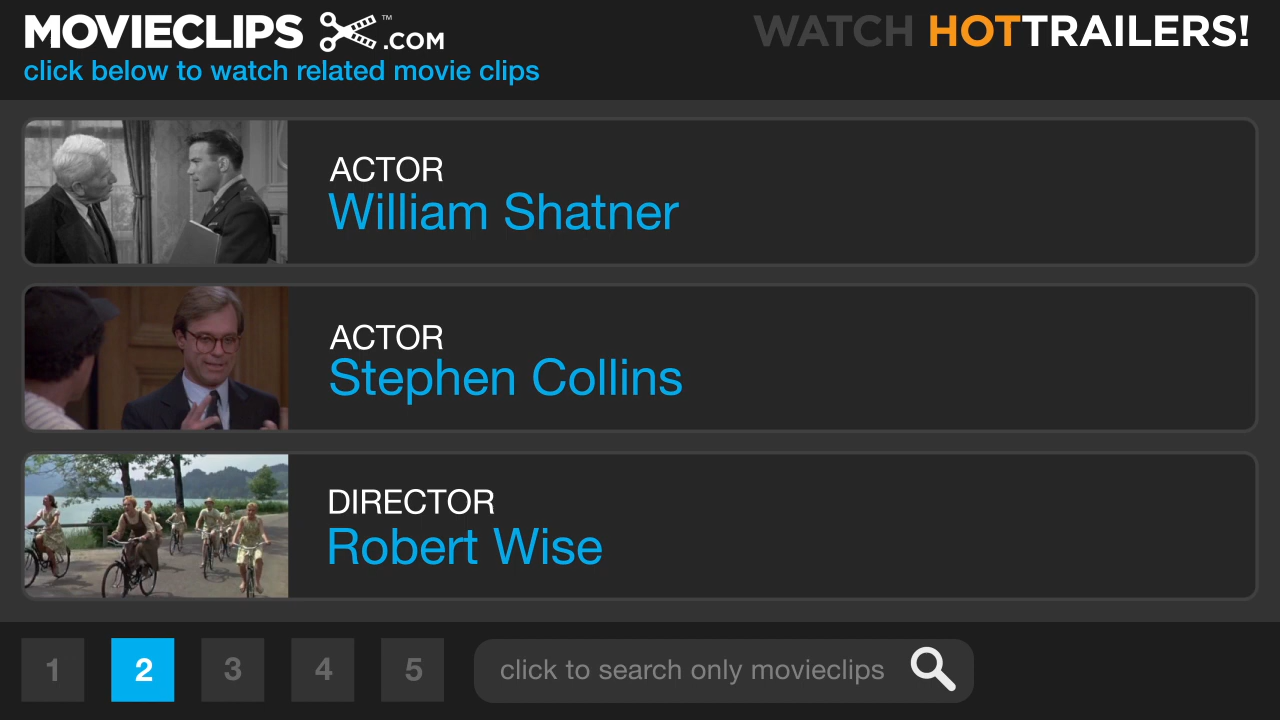 MOVIECLIPS ™ .COM
WATCH HOTTRAILERS!
click below to watch related movie clips
ACTOR
William Shatner
ACTOR
Stephen Collins
DIRECTOR
Robert Wise
1 2 3 4 5 click to search only movieclips